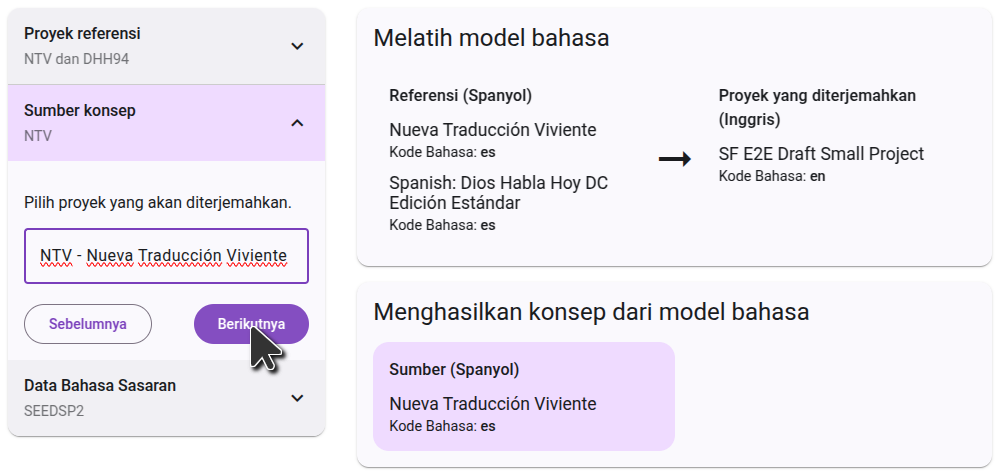 Proyek referensi
NTV dan DHH94
Sumber konsep
NTV
Pilih proyek yang akan diterjemahkan.
NTV - Nueva Traducción Viviente
Sebelumnya
Berikutnya
Data Bahasa Sasaran
SEEDSP2
Melatih model bahasa
Referensi (Spanyol)
Nueva Traducción Viviente
Kode Bahasa: es
Spanish: Dios Habla Hoy DC
Edición Estándar
Kode Bahasa: es
Proyek yang diterjemahkan
(Inggris)
SF E2E Draft Small Project
Kode Bahasa: en
Menghasilkan konsep dari model bahasa
Sumber (Spanyol)
Nueva Traducción Viviente
Kode Bahasa: es